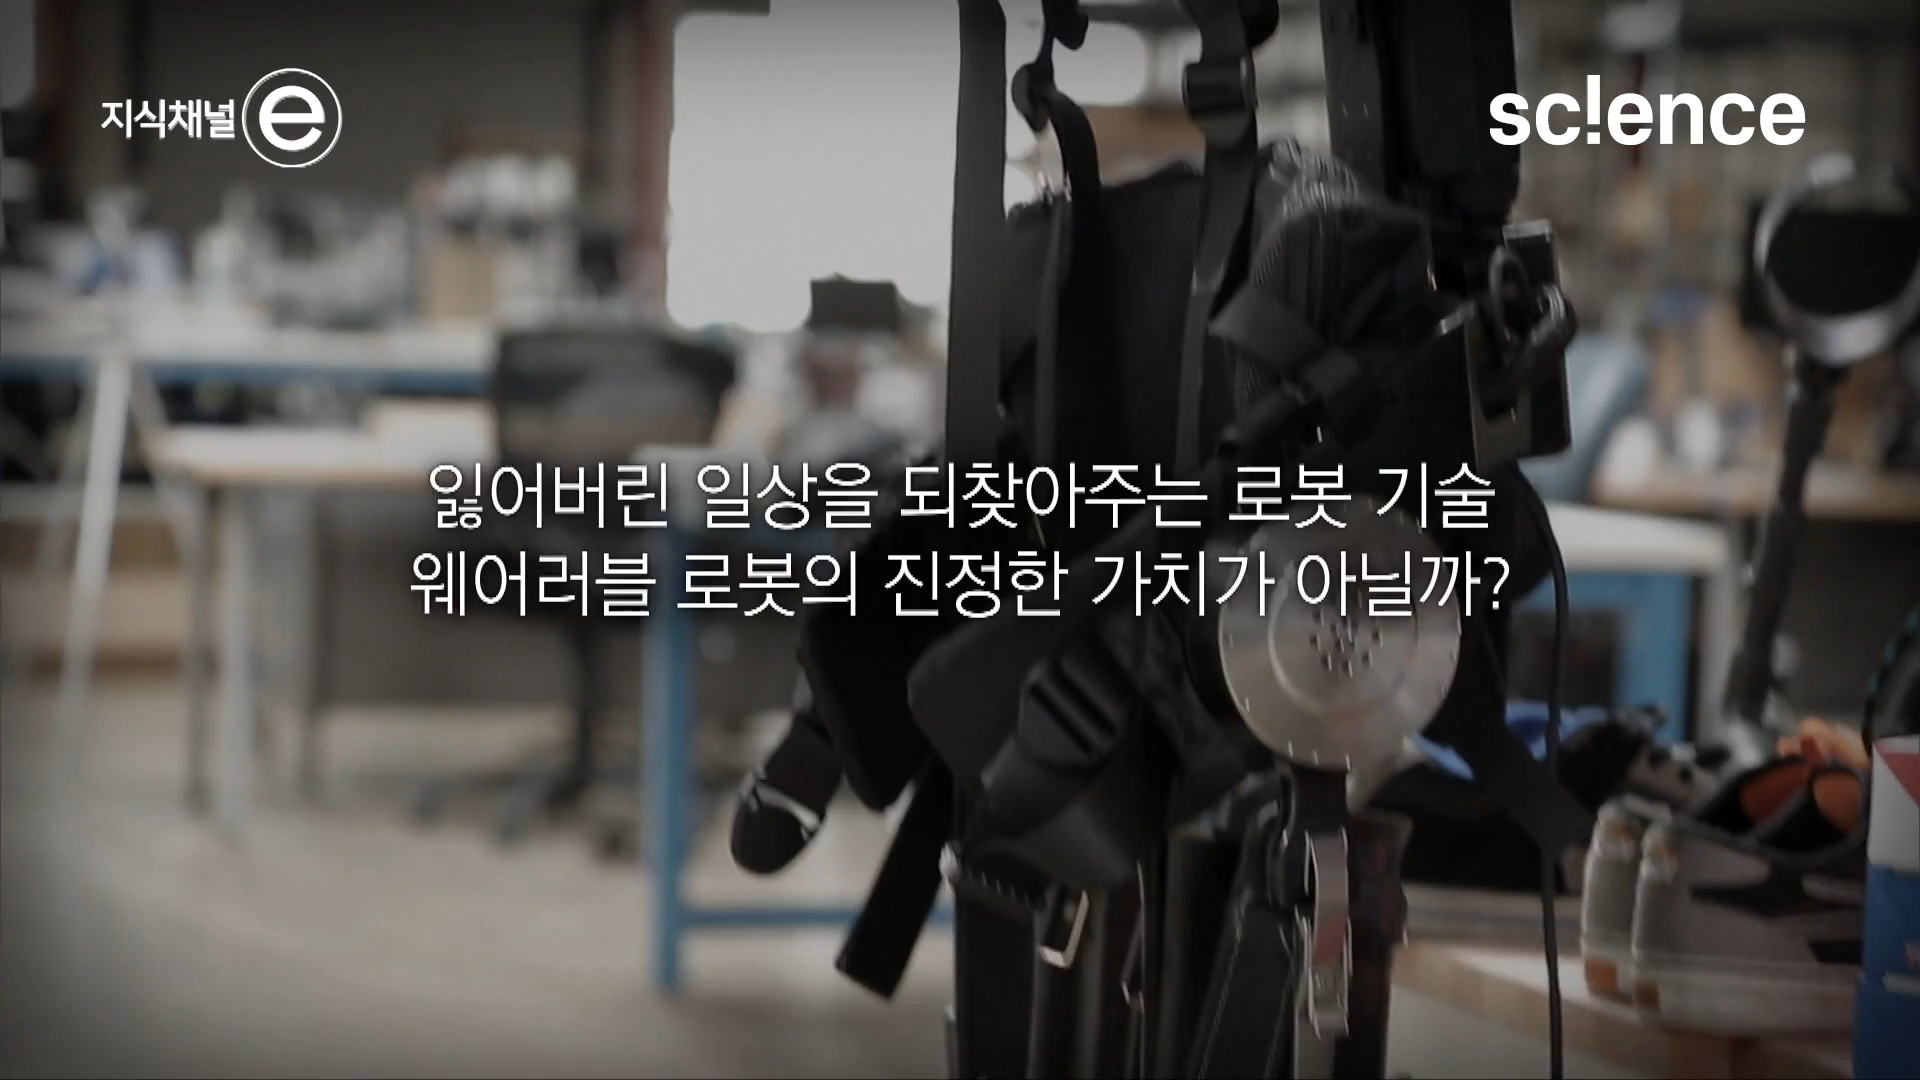 지식채널 e
sc!ence
잃어버린 일상을 되찾아주는 로봇 기술
웨어러블 로봇의 진정한 가치가 아닐까?